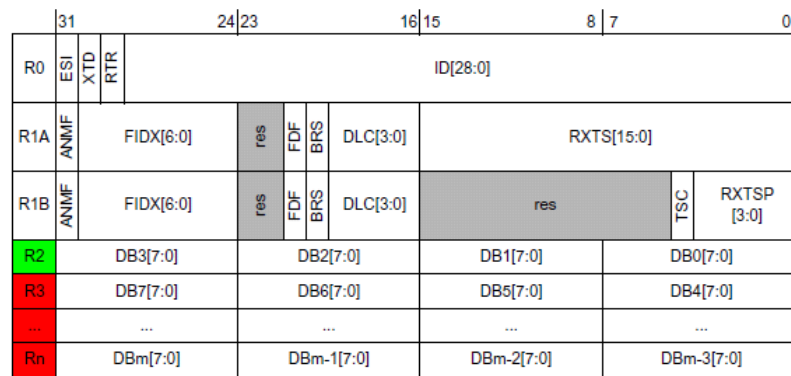 31 24 23 16 15 8 7 0
R0 ESI XTD RTR ID[28:0]
R1A ANMF FIDX[6:0] res FDF BRS DLC[3:0] RXTS[15:0]
R1B ANMF FIDX[6:0] res FDF BRS DLC[3:0] res TSC RXTSP
[3:0]
R2 DB3[7:0] DB2[7:0] DB1[7:0] DB0[7:0]
R3 DB7[7:0] DB6[7:0] DB5[7:0] DB4[7:0]
... ... ... ... ...
Rn DBm[7:0] DBm-1[7:0] DBm-2[7:0] DBm-3[7:0]